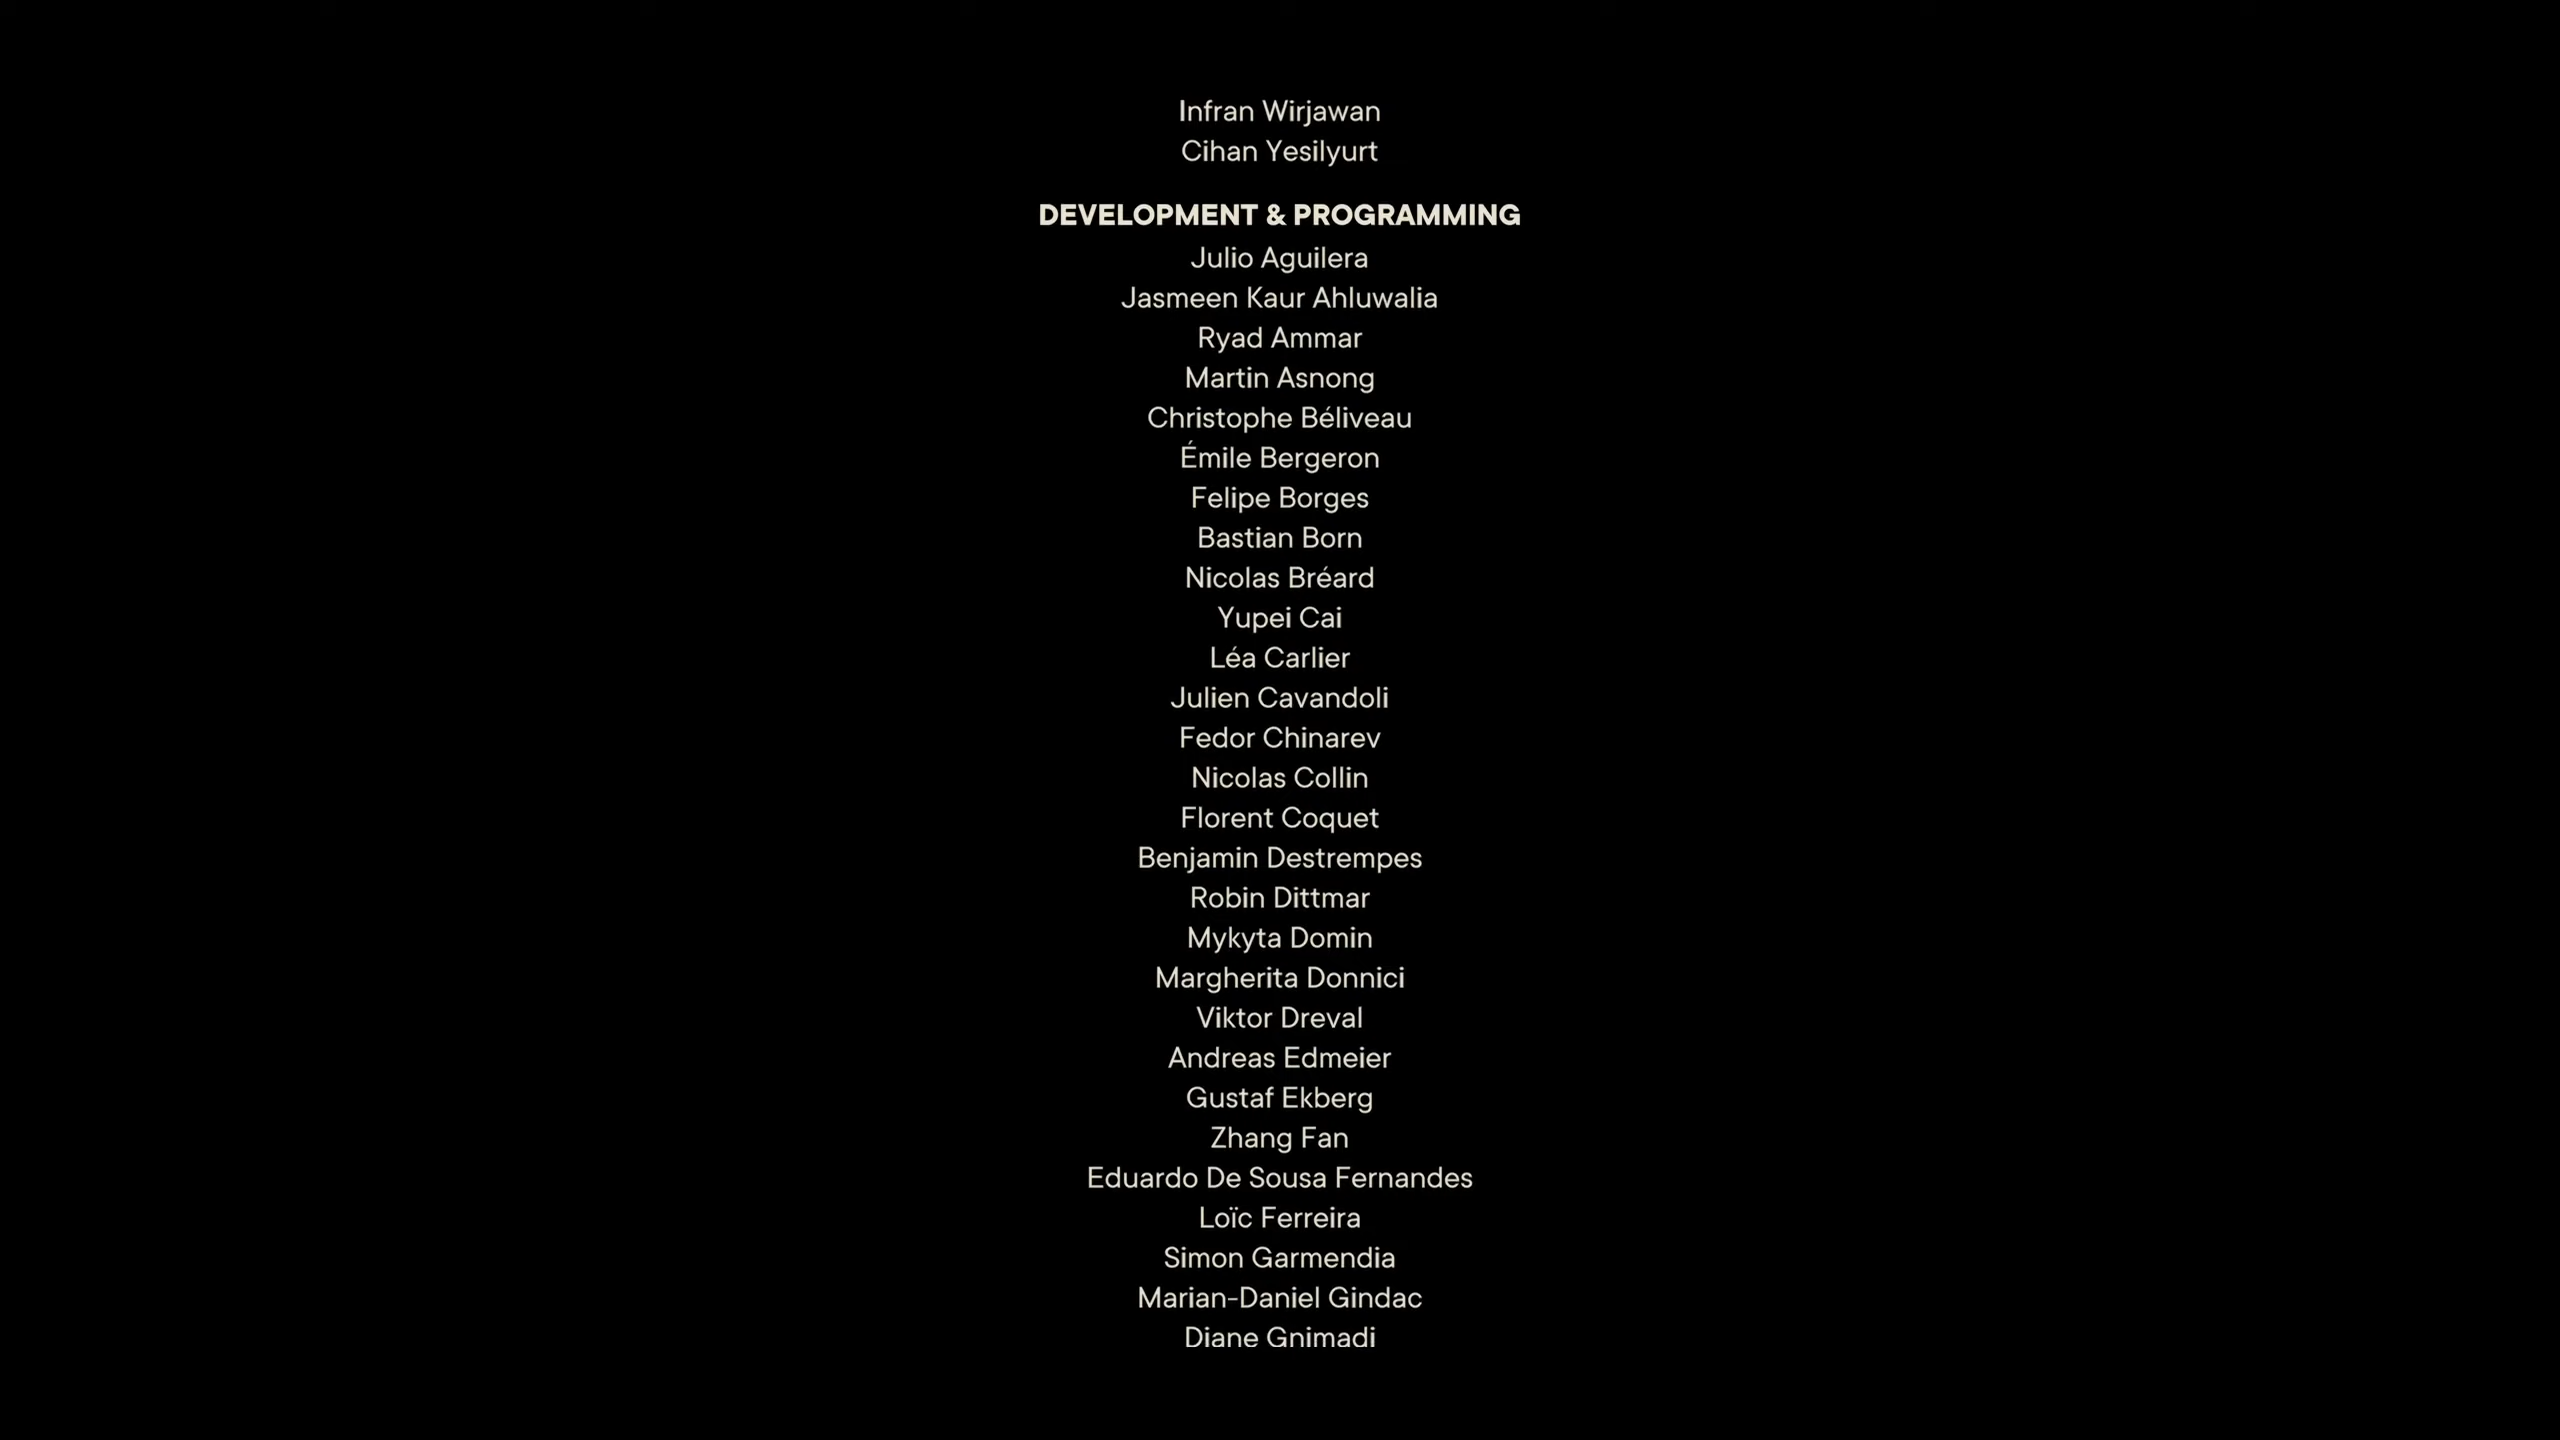 Infran Wirjawan
Cihan Yesilyurt
DEVELOPMENT & PROGRAMMING
Julio Aguilera
Jasmeen Kaur Ahluwalia
Ryad Ammar
Martin Asnong
Christophe Béliveau
Émile Bergeron
Felipe Borges
Bastian Born
Nicolas Bréard
Yupei Cai
Léa Carlier
Julien Cavandoli
Fedor Chinarev
Nicolas Collin
Florent Coquet
Benjamin Destrempes
Robin Dittmar
Mykyta Domin
Margherita Donnici
Viktor Dreval
Andreas Edmeier
Gustaf Ekberg
Zhang Fan
Eduardo De Sousa Fernandes
Loïc Ferreira
Simon Garmendia
Marian-Daniel Gindac
Diane Gnimadi